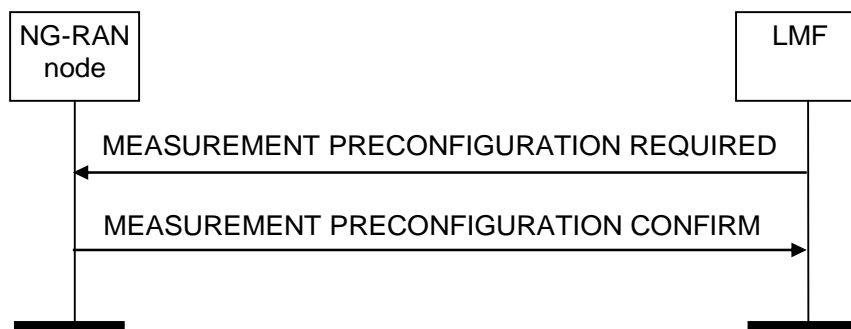 NG-RAN
node
LMF
MEASUREMENT PRECONFIGURATION REQUIRED
MEASUREMENT PRECONFIGURATION CONFIRM